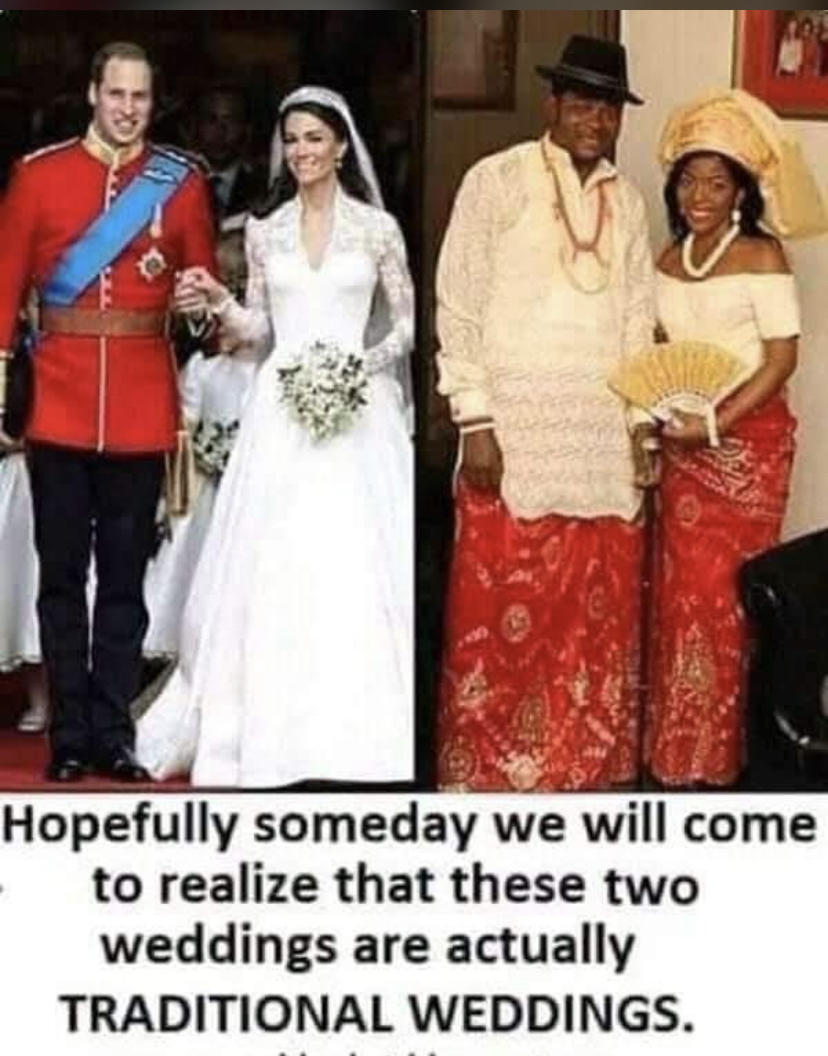 Hopefully someday we will come
to realize that these two
weddings are actually
TRADITIONAL WEDDINGS.